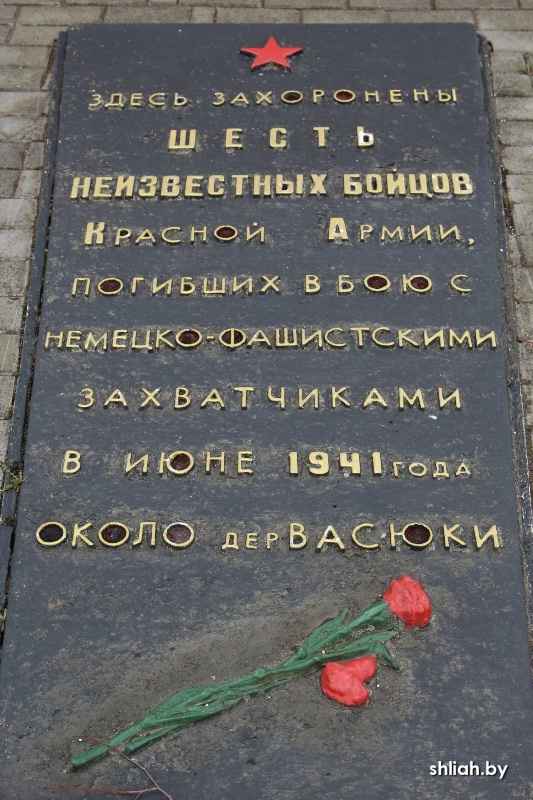 ЗДЕСЬ ЗАХОРОНЕНЫ
ШЕСТЬ
НЕИЗВЕСТНЫХ БОЙЦОВ
КРАСНОЙ АРМИИ,
ПОГИБШИХ В БОЮ С
НЕМЕЦКО-ФАШИСТСКИМИ
ЗАХВАТЧИКАМИ
В ИЮНЕ 1941 ГОДА
ОКОЛО ДЕР ВАСЮКИ
shliah.by